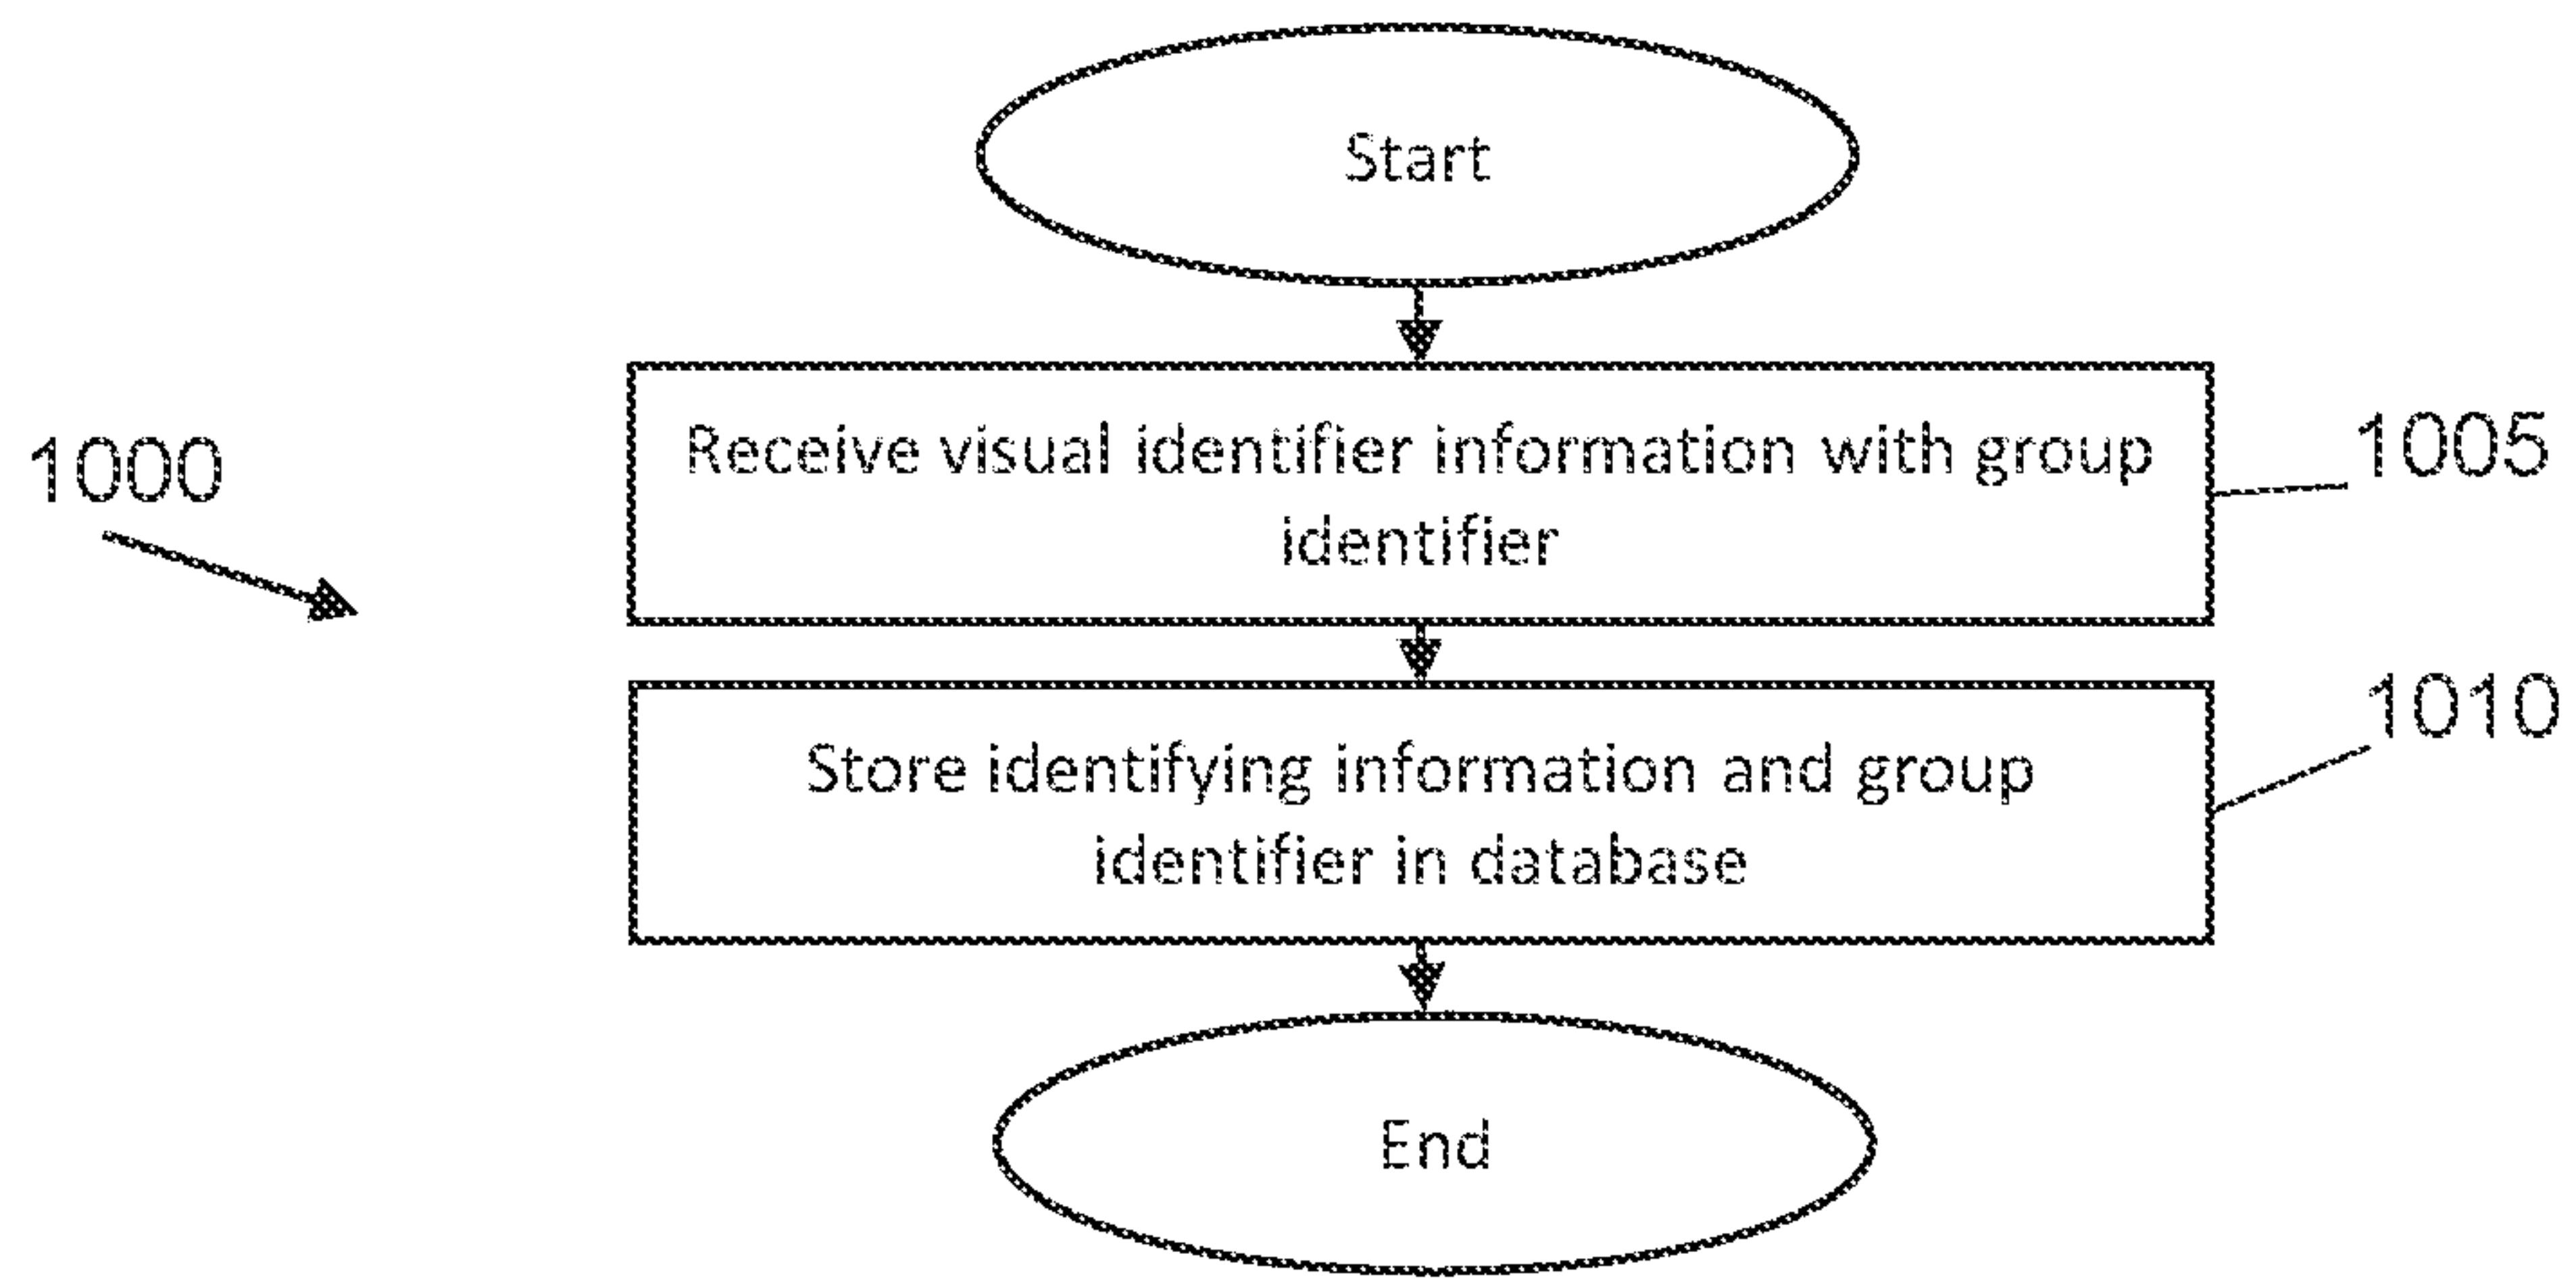 Start
1000
Receive visual identifier information with group
identifier
1005
Store identifying information and group
identifier in database
1010
End